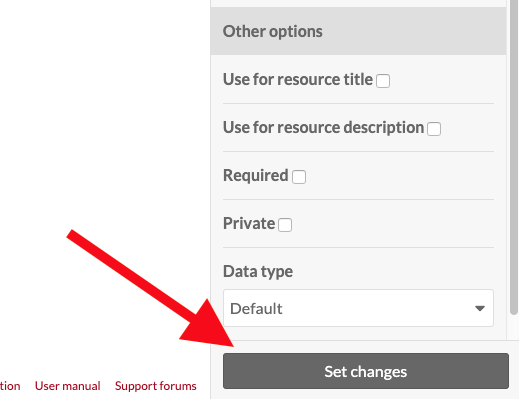 Other options
Use for resource title
Use for resource description
Required
Private
Data type
Default
Set changes
tion User manual Support forums